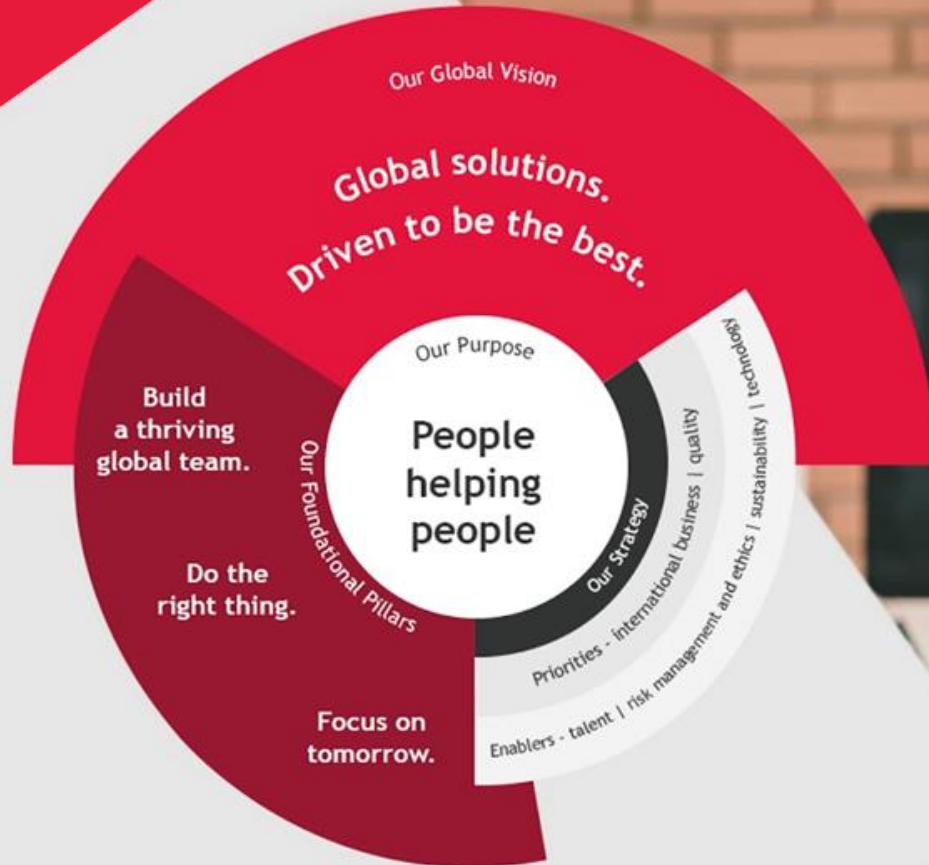 Our Global Vision
Global solutions.
Driven to be the best.
Our Purpose
People
helping
people
Our Foundational Pillars
Build
a thriving
global team.
Do the
right thing.
Focus on
tomorrow.
Our Strategy
Priorities - international business | quality
Enablers - talent | risk management and ethics | sustainability | technology